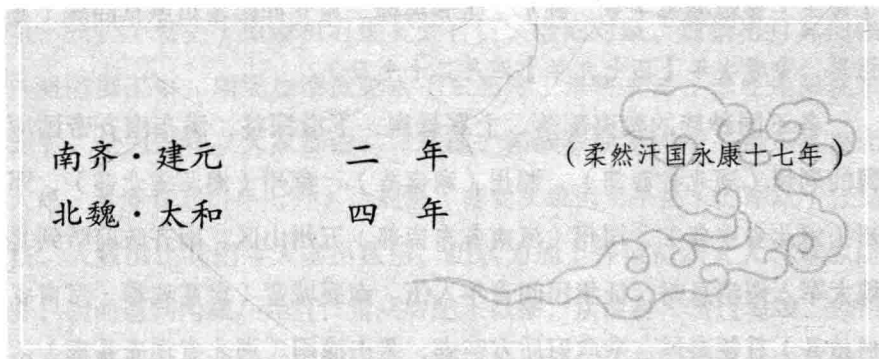 南齐·建元 二 年 (柔然汗国永康十七年)
北魏·太和 四 年